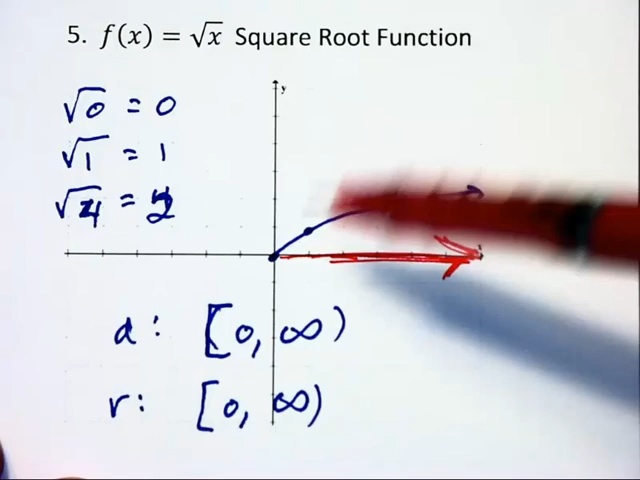 5. f(x) = √x Square Root Function
y
√0 = 0
√1 = 1
√4 = 2
d: [0, ∞)
r: [0, ∞)